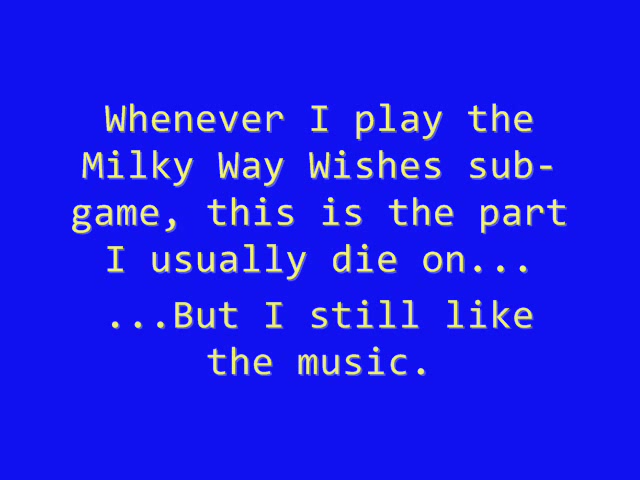 Whenever I play the
Milky Way Wishes sub-
game, this is the part
I usually die on...
...But I still like
the music.